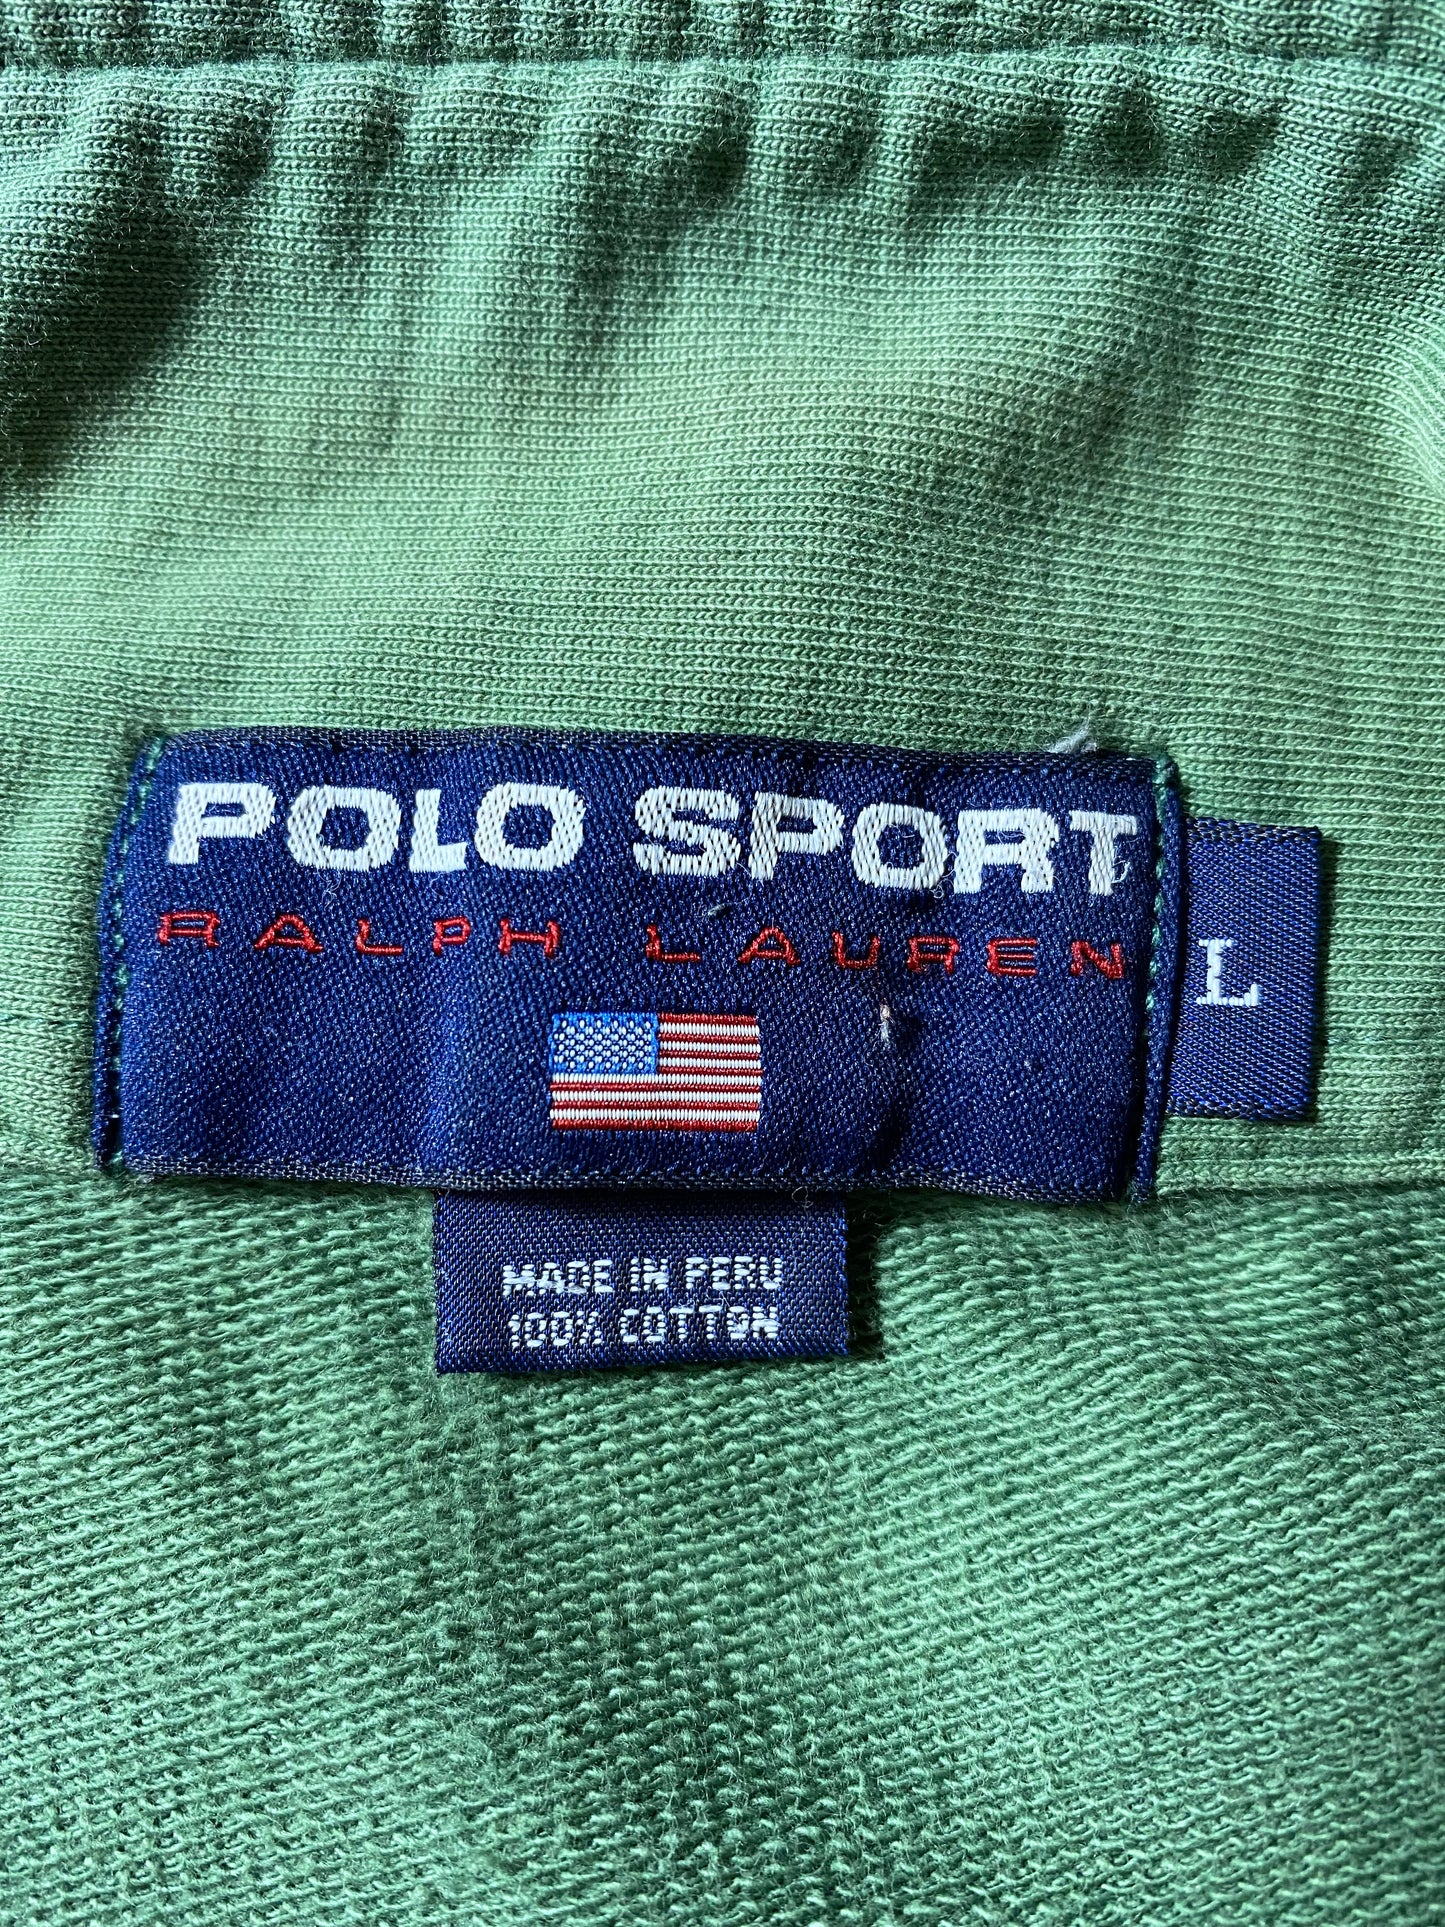 POLO SPORT
RALPH LAUREN
L
MADE IN PERU
100% COTTON